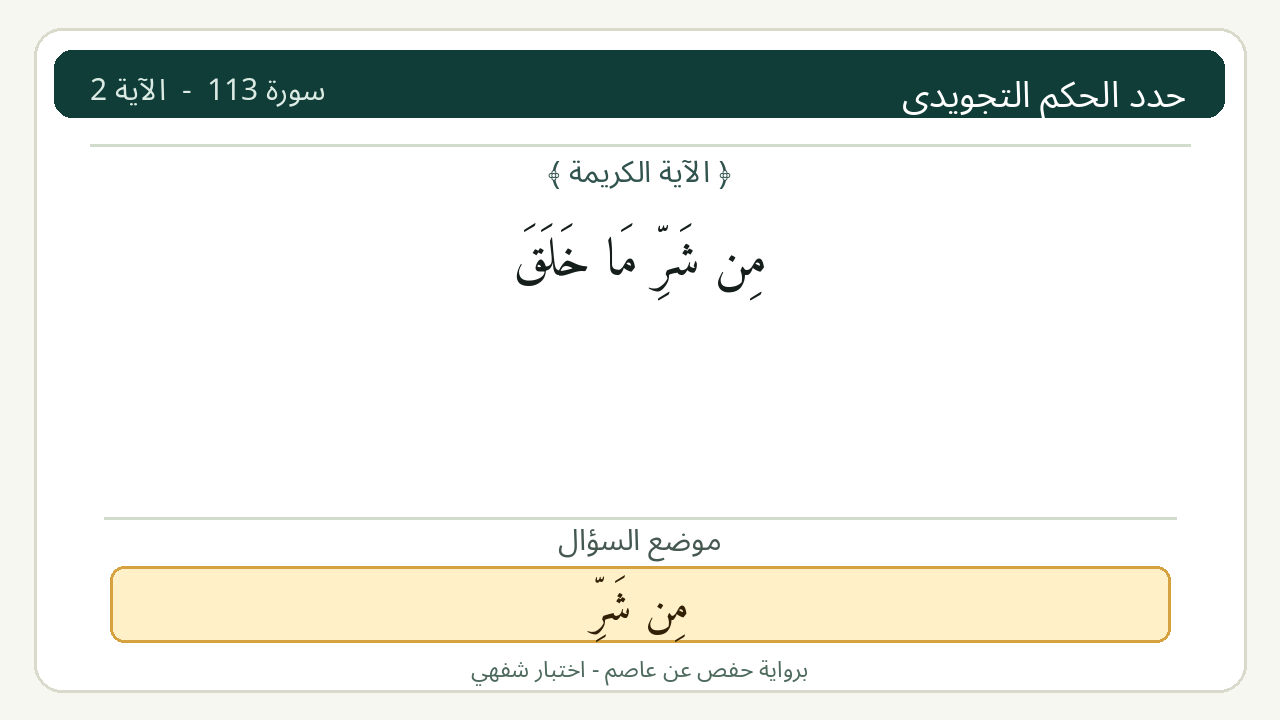 حدد الحكم التجويدى
سورة 113 - الآية 2
﴿ الآية الكريمة ﴾
مِن شَرِّ مَا خَلَقَ
موضع السؤال
مِن شَرِّ
برواية حفص عن عاصم - اختبار شفهي